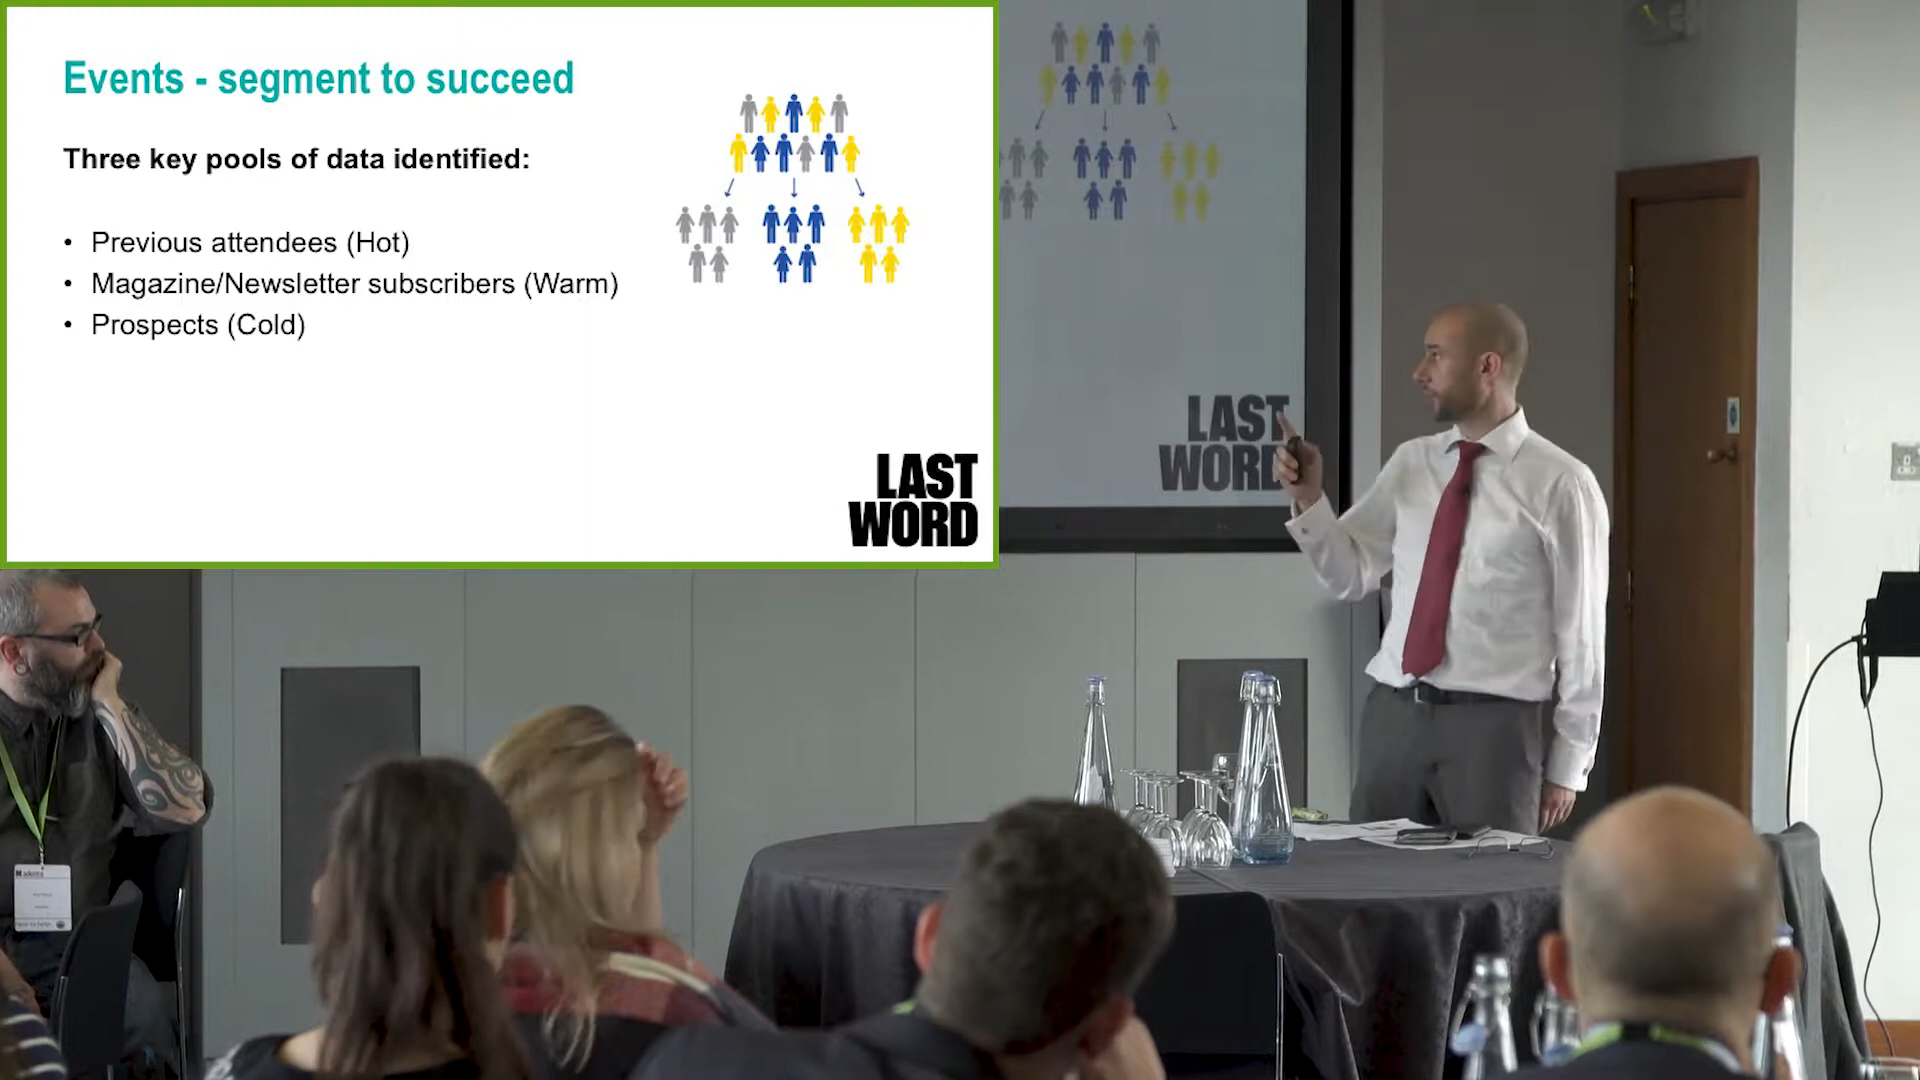 Events - segment to succeed
Three key pools of data identified:
• Previous attendees (Hot)
• Magazine/Newsletter subscribers (Warm)
• Prospects (Cold)
LAST
WORD
LAST
WORD